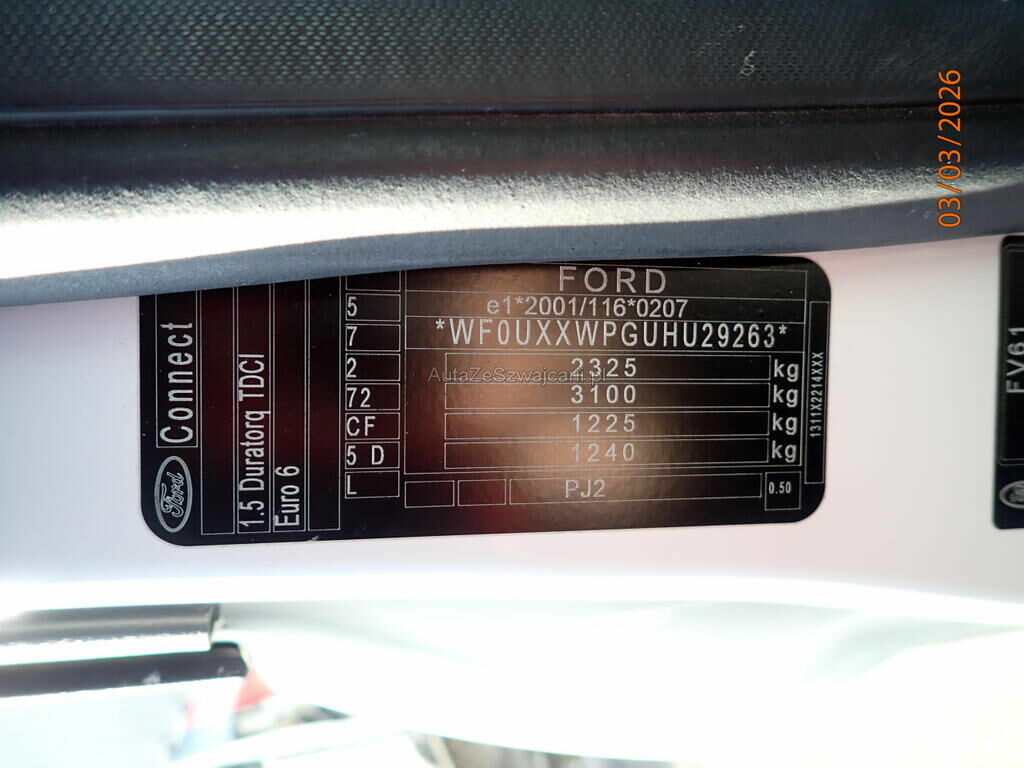 03/03/2026
FORD
e1*2001/116*0207
*WF0UXXWPGUHU29263*
2325 kg
3100 kg
1225 kg
1240 kg
PJ2
0.50
1311X2214XXX
5
7
2
72
CF
5 D
L
Connect
Ford
1.5 Duratorq TDCI
Euro 6
AutaZeSzwajcarii.pl
FV61